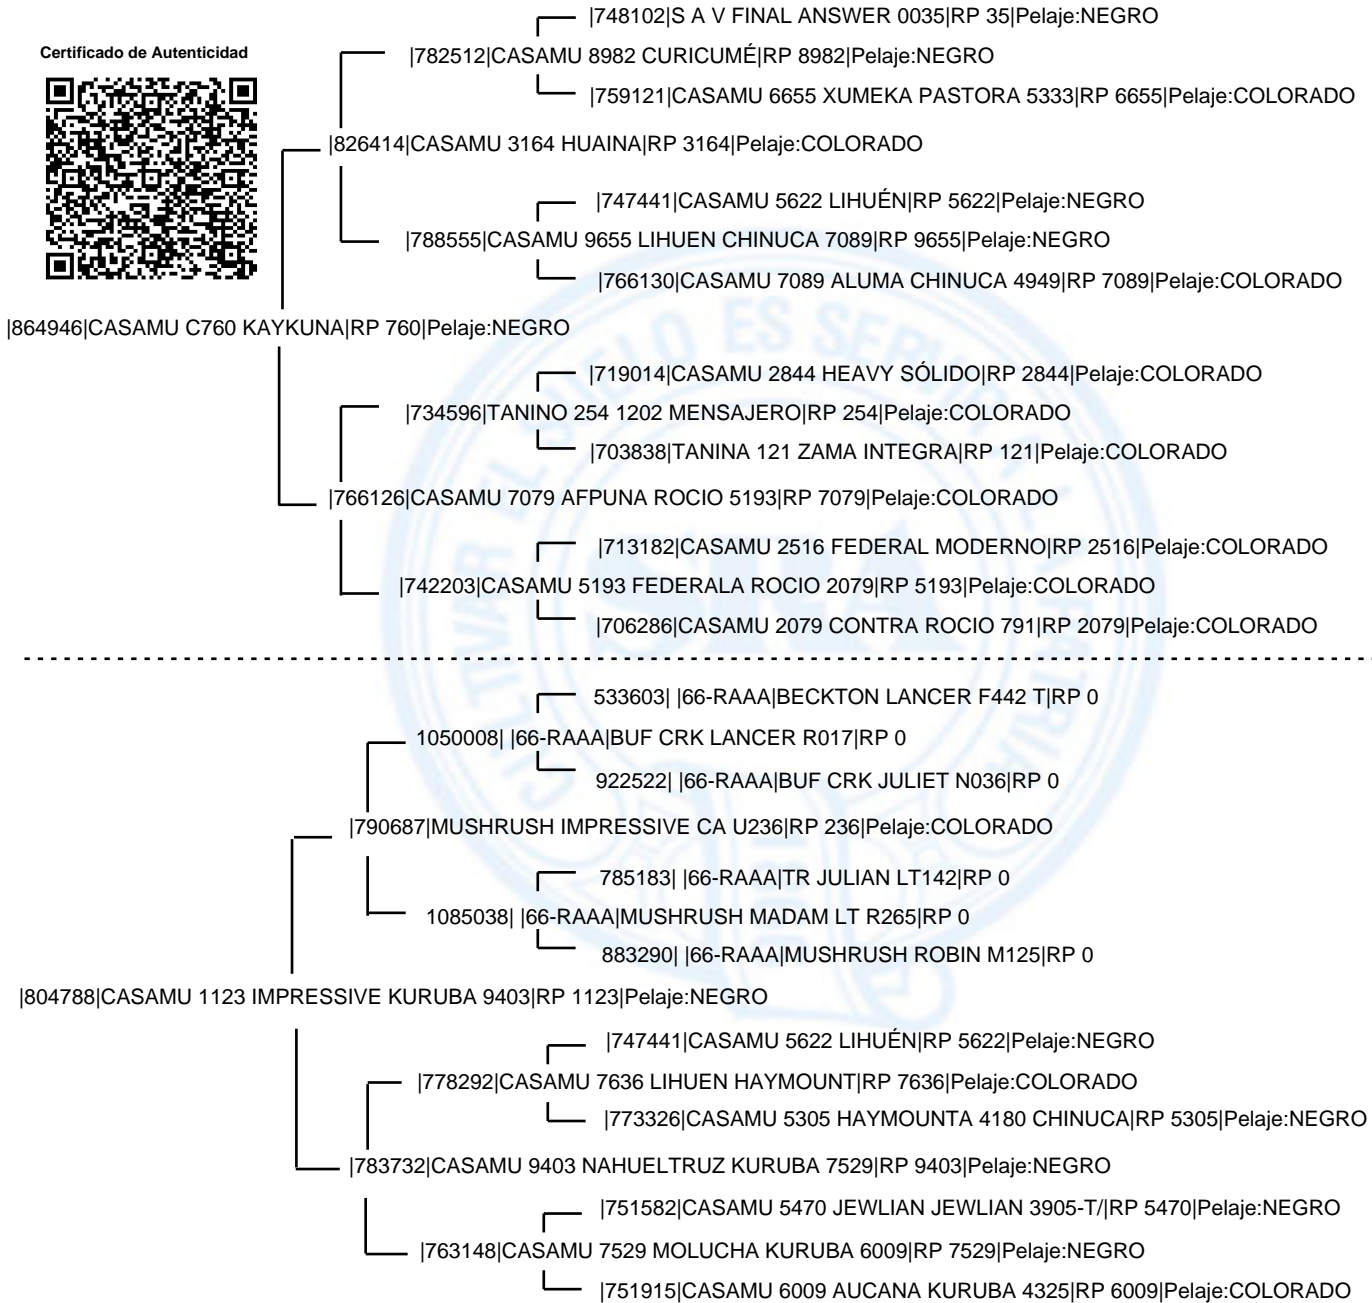 |748102|S A V FINAL ANSWER 0035|RP 35|Pelaje:NEGRO
Certificado de Autenticidad
|782512|CASAMU 8982 CURICUMÉ|RP 8982|Pelaje:NEGRO
|759121|CASAMU 6655 XUMEKA PASTORA 5333|RP 6655|Pelaje:COLORADO
|826414|CASAMU 3164 HUAINA|RP 3164|Pelaje:COLORADO
|747441|CASAMU 5622 LIHUÉN|RP 5622|Pelaje:NEGRO
|788555|CASAMU 9655 LIHUEN CHINUCA 7089|RP 9655|Pelaje:NEGRO
|766130|CASAMU 7089 ALUMA CHINUCA 4949|RP 7089|Pelaje:COLORADO
|864946|CASAMU C760 KAYKUNA|RP 760|Pelaje:NEGRO
|719014|CASAMU 2844 HEAVY SÓLIDO|RP 2844|Pelaje:COLORADO
|734596|TANINO 254 1202 MENSAJERO|RP 254|Pelaje:COLORADO
|703838|TANINA 121 ZAMA INTEGRA|RP 121|Pelaje:COLORADO
|766126|CASAMU 7079 AFPUNA ROCIO 5193|RP 7079|Pelaje:COLORADO
|713182|CASAMU 2516 FEDERAL MODERNO|RP 2516|Pelaje:COLORADO
|742203|CASAMU 5193 FEDERALA ROCIO 2079|RP 5193|Pelaje:COLORADO
|706286|CASAMU 2079 CONTRA ROCIO 791|RP 2079|Pelaje:COLORADO
533603| |66-RAAA|BECKTON LANCER F442 T|RP 0
1050008| |66-RAAA|BUF CRK LANCER R017|RP 0
922522| |66-RAAA|BUF CRK JULIET N036|RP 0
|790687|MUSHRUSH IMPRESSIVE CA U236|RP 236|Pelaje:COLORADO
785183| |66-RAAA|TR JULIAN LT142|RP 0
1085038| |66-RAAA|MUSHRUSH MADAM LT R265|RP 0
883290| |66-RAAA|MUSHRUSH ROBIN M125|RP 0
|804788|CASAMU 1123 IMPRESSIVE KURUBA 9403|RP 1123|Pelaje:NEGRO
|747441|CASAMU 5622 LIHUÉN|RP 5622|Pelaje:NEGRO
|778292|CASAMU 7636 LIHUEN HAYMOUNT|RP 7636|Pelaje:COLORADO
|773326|CASAMU 5305 HAYMOUNTA 4180 CHINUCA|RP 5305|Pelaje:NEGRO
|783732|CASAMU 9403 NAHUELTRUZ KURUBA 7529|RP 9403|Pelaje:NEGRO
|751582|CASAMU 5470 JEWLIAN JEWLIAN 3905-T/|RP 5470|Pelaje:NEGRO
|763148|CASAMU 7529 MOLUCHA KURUBA 6009|RP 7529|Pelaje:NEGRO
|751915|CASAMU 6009 AUCANA KURUBA 4325|RP 6009|Pelaje:COLORADO
CULTIVAR EL SUELO ES SERVIR A LA PATRIA
SRA
1866